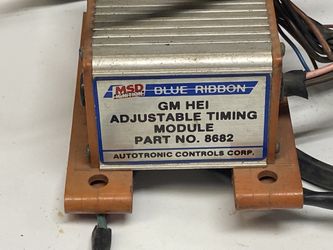 MSD IGNITION BLUE RIBBON
GM HEI
ADJUSTABLE TIMING
MODULE
PART NO. 8682
AUTOTRONIC CONTROLS CORP.